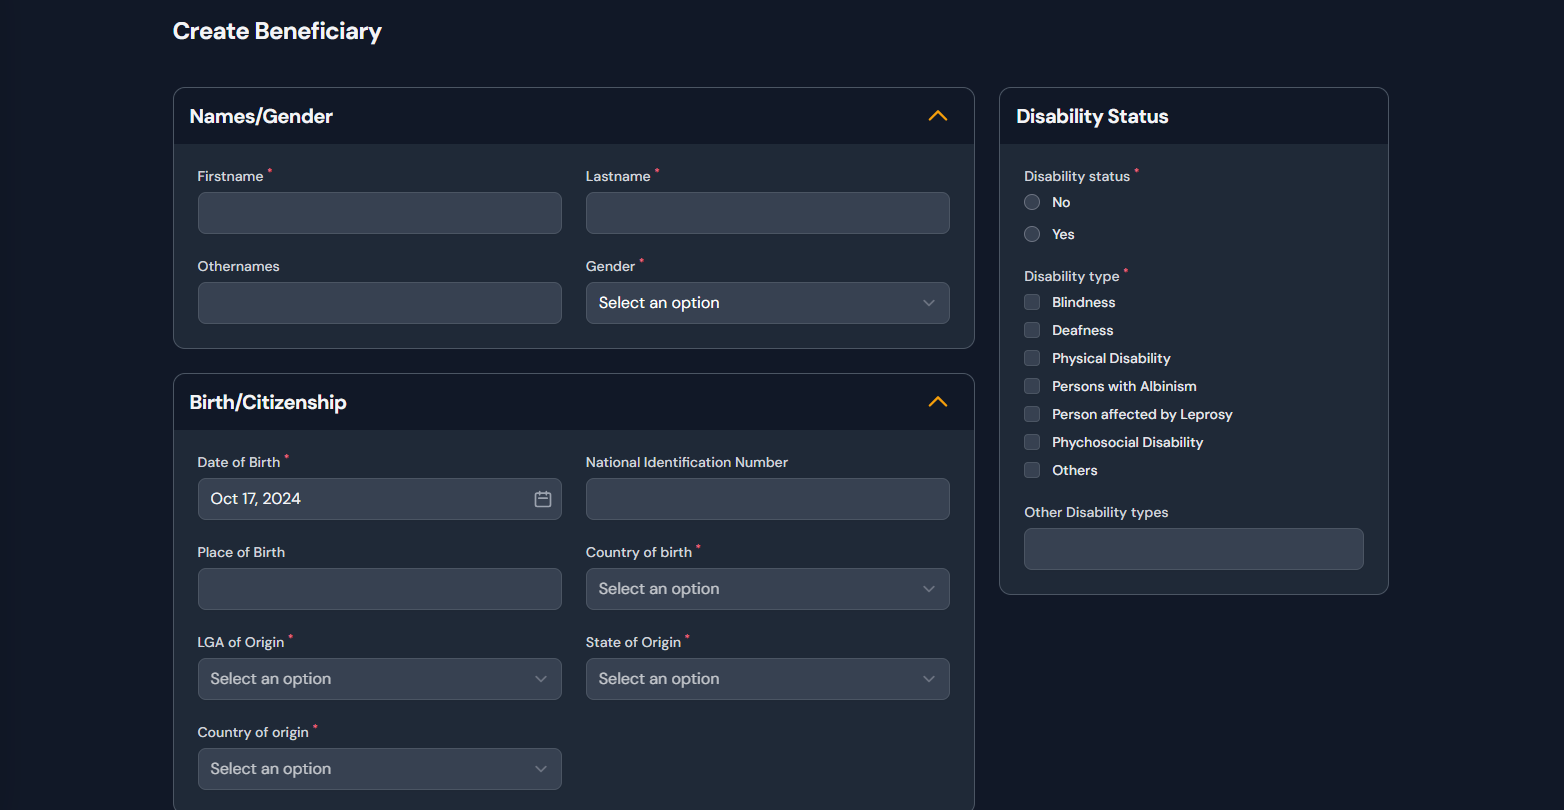 Create Beneficiary
Names/Gender
Firstname *
Lastname *
Othernames
Gender *
Select an option
Birth/Citizenship
Date of Birth *
National Identification Number
Oct 17, 2024
Place of Birth
Country of birth *
Select an option
LGA of Origin *
State of Origin *
Select an option
Select an option
Country of origin *
Select an option
Disability Status
Disability status *
No
Yes
Disability type *
Blindness
Deafness
Physical Disability
Persons with Albinism
Person affected by Leprosy
Phychosocial Disability
Others
Other Disability types